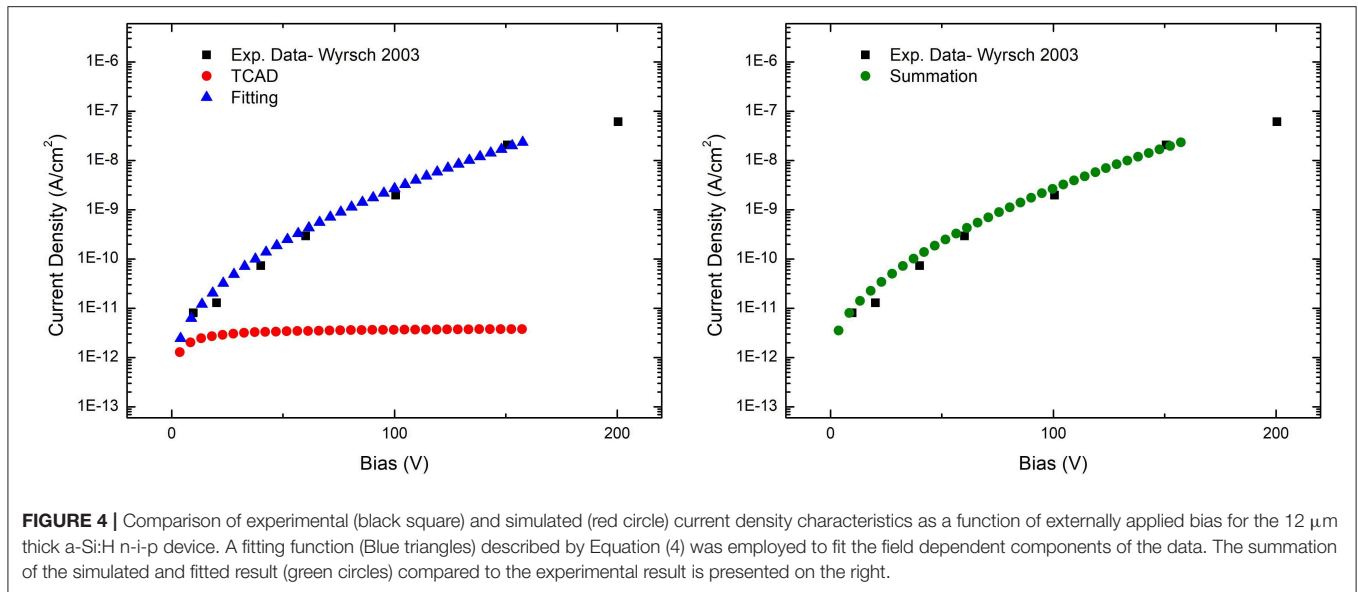 Exp. Data- Wyrsch 2003
TCAD
Fitting
1E-6
1E-7
1E-8
1E-9
1E-10
1E-11
1E-12
1E-13
Current Density (A/cm²)
0
100
200
Bias (V)
Exp. Data- Wyrsch 2003
Summation
1E-6
1E-7
1E-8
1E-9
1E-10
1E-11
1E-12
1E-13
Current Density (A/cm²)
0
100
200
Bias (V)
FIGURE 4 | Comparison of experimental (black square) and simulated (red circle) current density characteristics as a function of externally applied bias for the 12 μm
thick a-Si:H n-i-p device. A fitting function (Blue triangles) described by Equation (4) was employed to fit the field dependent components of the data. The summation
of the simulated and fitted result (green circles) compared to the experimental result is presented on the right.